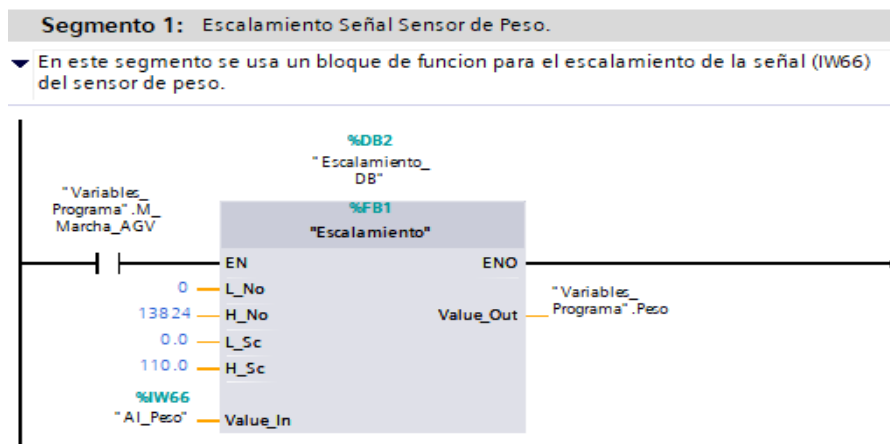 Segmento 1: Escalamiento Señal Sensor de Peso.
En este segmento se usa un bloque de funcion para el escalamiento de la señal (IW66)
del sensor de peso.
%DB2
"Escalamiento_
DB"
"Variables_
Programa".M_
Marcha_AGV
%FB1
"Escalamiento"
EN
ENO
0
L_No
13824
H_No
Value_Out
"Variables_
Programa".Peso
0.0
L_Sc
110.0
H_Sc
%IW66
"AI_Peso"
Value_In